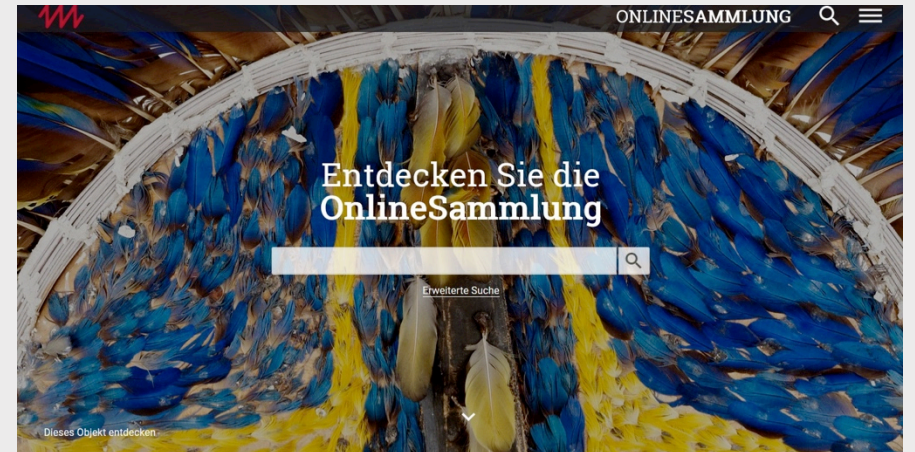 ONLINESAMMLUNG
Entdecken Sie die
OnlineSammlung
Erweiterte Suche
Dieses Objekt entdecken